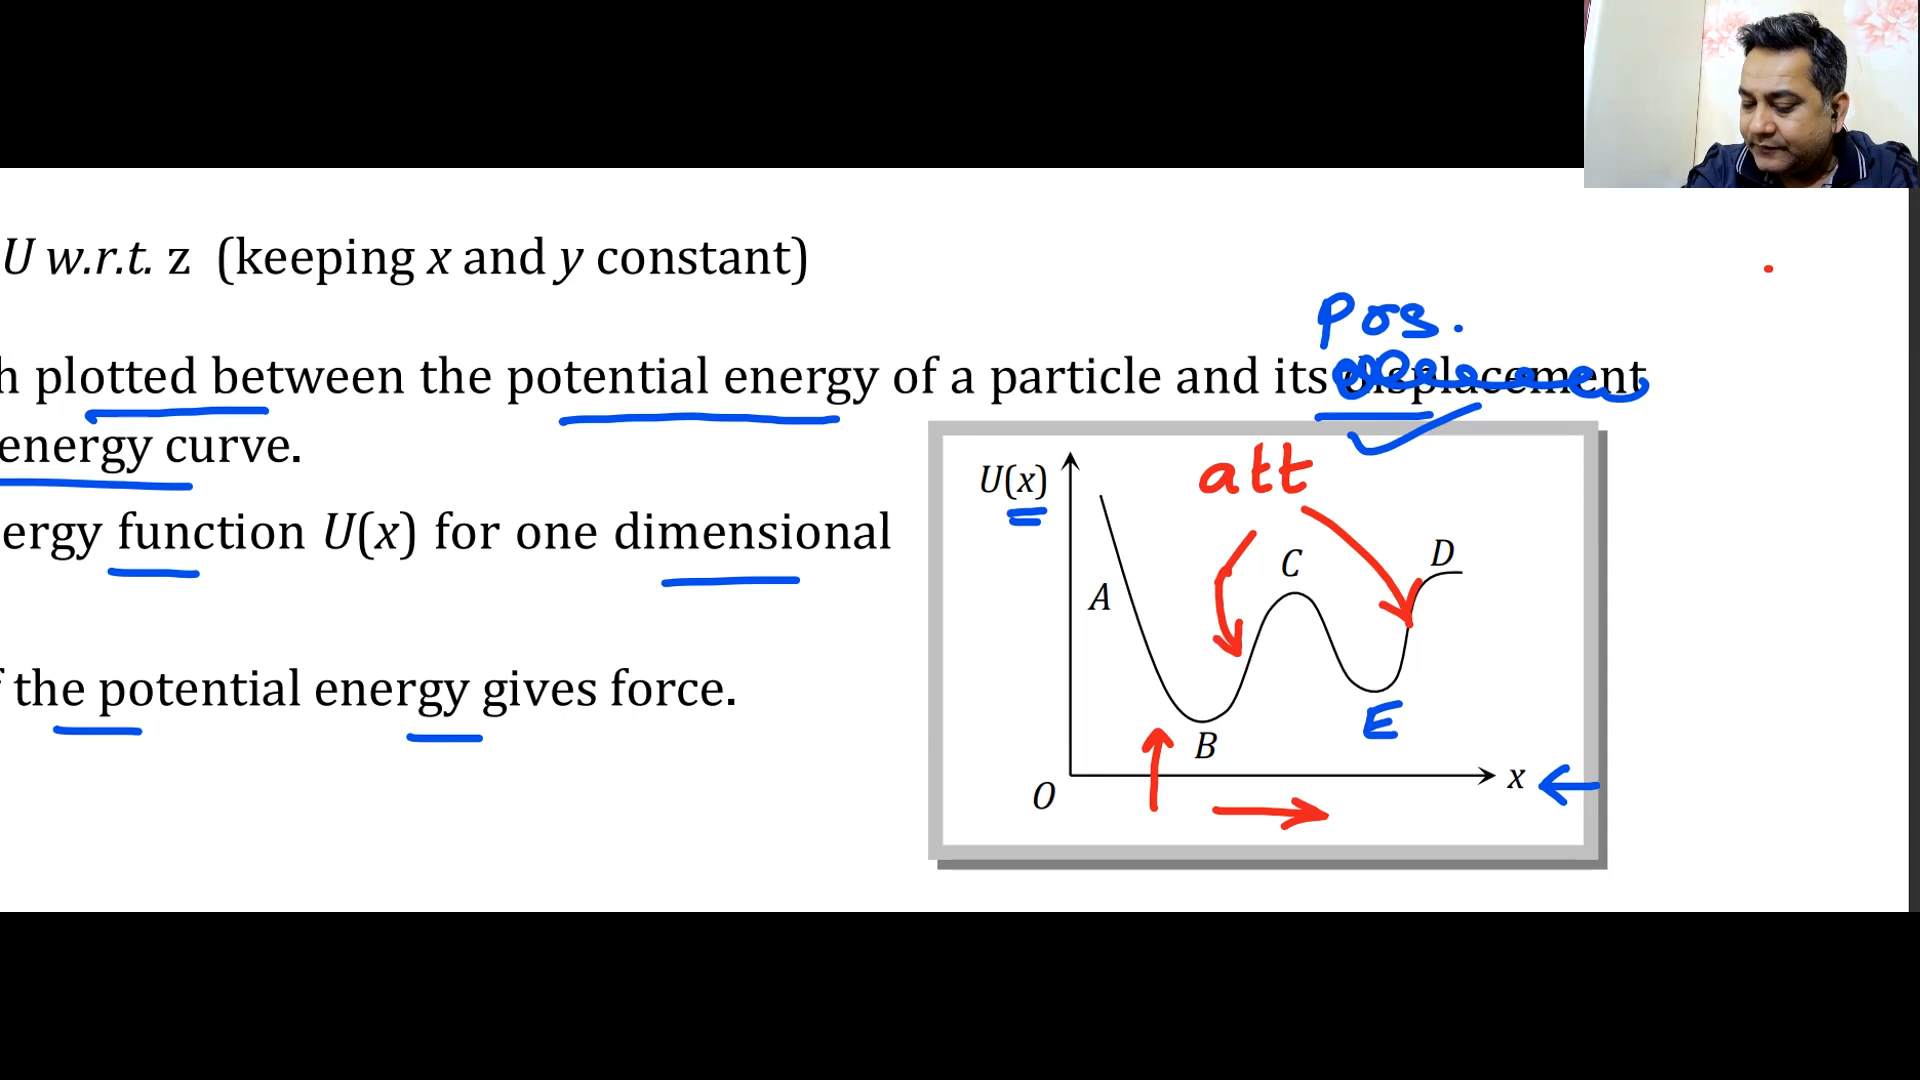 U w.r.t. z (keeping x and y constant)
pos.
h plotted between the potential energy of a particle and its displacement
energy curve.
ergy function U(x) for one dimensional
f the potential energy gives force.
U(x)
att
A
C
D
B
E
O
x